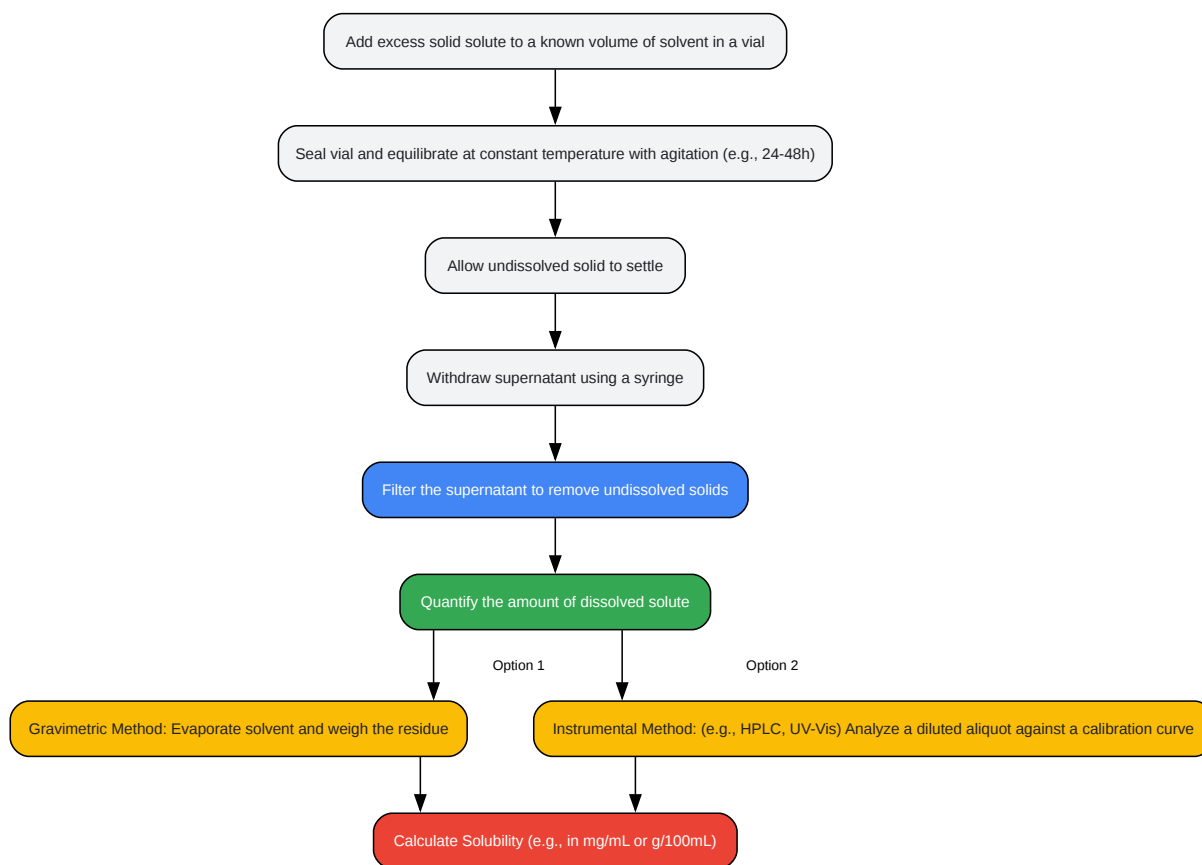 Add excess solid solute to a known volume of solvent in a vial
Seal vial and equilibrate at constant temperature with agitation (e.g., 24-48h)
Allow undissolved solid to settle
Withdraw supernatant using a syringe
Filter the supernatant to remove undissolved solids
Quantify the amount of dissolved solute
Option 1
Option 2
Gravimetric Method: Evaporate solvent and weigh the residue
Instrumental Method: (e.g., HPLC, UV-Vis) Analyze a diluted aliquot against a calibration curve
Calculate Solubility (e.g., in mg/mL or g/100mL)